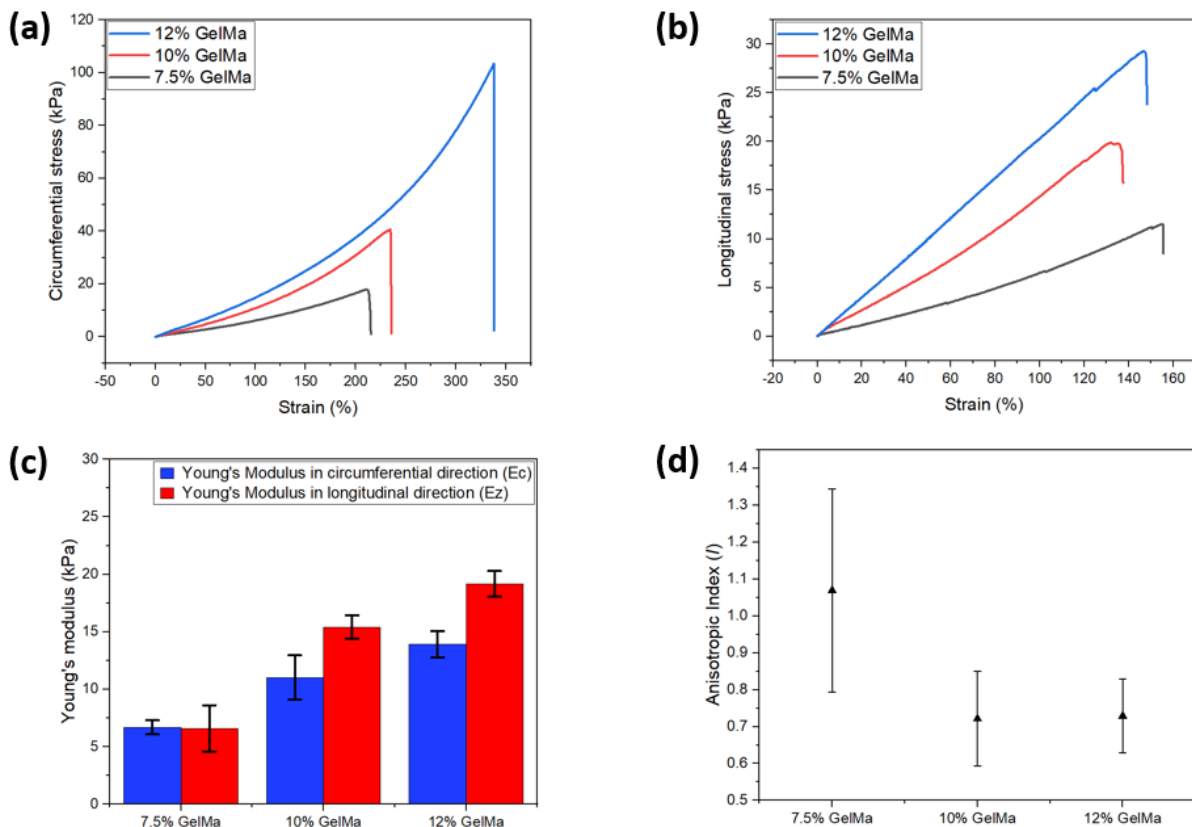 (a)
12% GelMa
10% GelMa
7.5% GelMa
Circumferential stress (kPa)
120
100
80
60
40
20
0
-50 0 50 100 150 200 250 300 350
Strain (%)
(b)
12% GelMa
10% GelMa
7.5% GelMa
Longitudinal stress (kPa)
30
25
20
15
10
5
0
-20 0 20 40 60 80 100 120 140 160
Strain (%)
(c)
Young's Modulus in circumferential direction (Ec)
Young's Modulus in longitudinal direction (Ez)
Young's modulus (kPa)
30
25
20
15
10
5
0
7.5% GelMa 10% GelMa 12% GelMa
(d)
Anisotropic Index (I)
1.4
1.3
1.2
1.1
1.0
0.9
0.8
0.7
0.6
0.5
7.5% GelMa 10% GelMa 12% GelMa